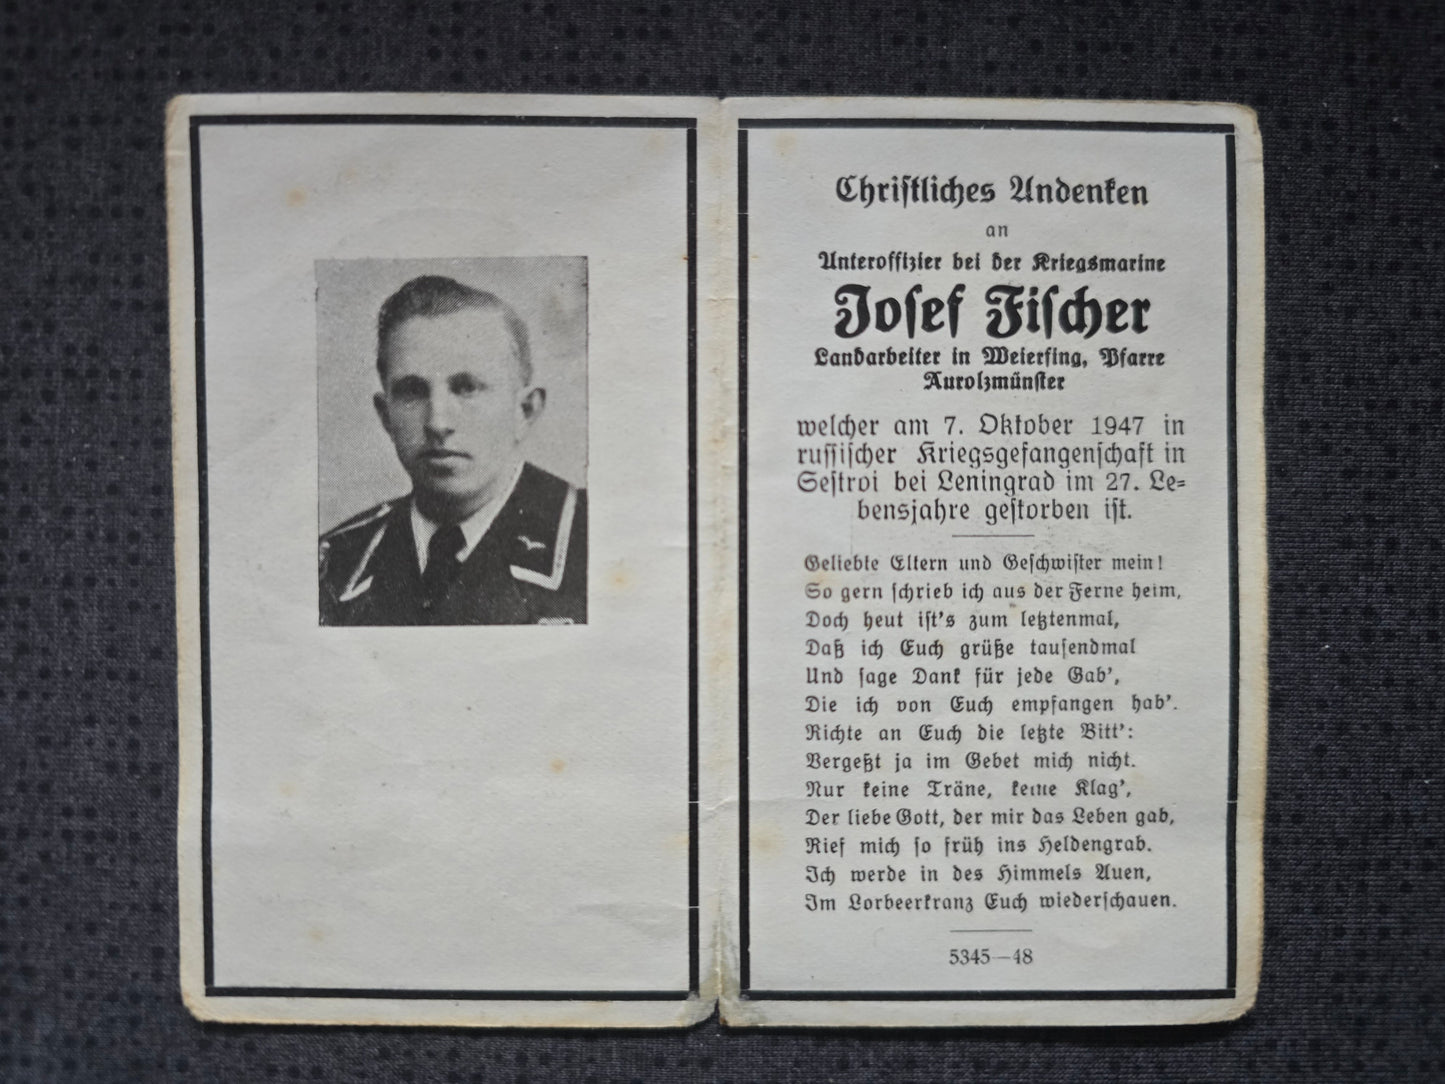 Christliches Andenken
an
Unteroffizier bei der Kriegsmarine
Josef Fischer
Landarbeiter in Weierfing, Pfarre
Aurolzmünster
welcher am 7. Oktober 1947 in
russischer Kriegsgefangenschaft in
Sestroi bei Leningrad im 27. Le=
bensjahre gestorben ist.
Geliebte Eltern und Geschwister mein!
So gern schrieb ich aus der Ferne heim,
Doch heut ist's zum letztenmal,
Daß ich Euch grüße tausendmal
Und sage Dank für jede Gab',
Die ich von Euch empfangen hab'.
Richte an Euch die letzte Bitt':
Vergeßt ja im Gebet mich nicht.
Nur keine Träne, keine Klag',
Der liebe Gott, der mir das Leben gab,
Rief mich so früh ins Heldengrab.
Ich werde in des Himmels Auen,
Im Lorbeerkranz Euch wiederschauen.
5345—48